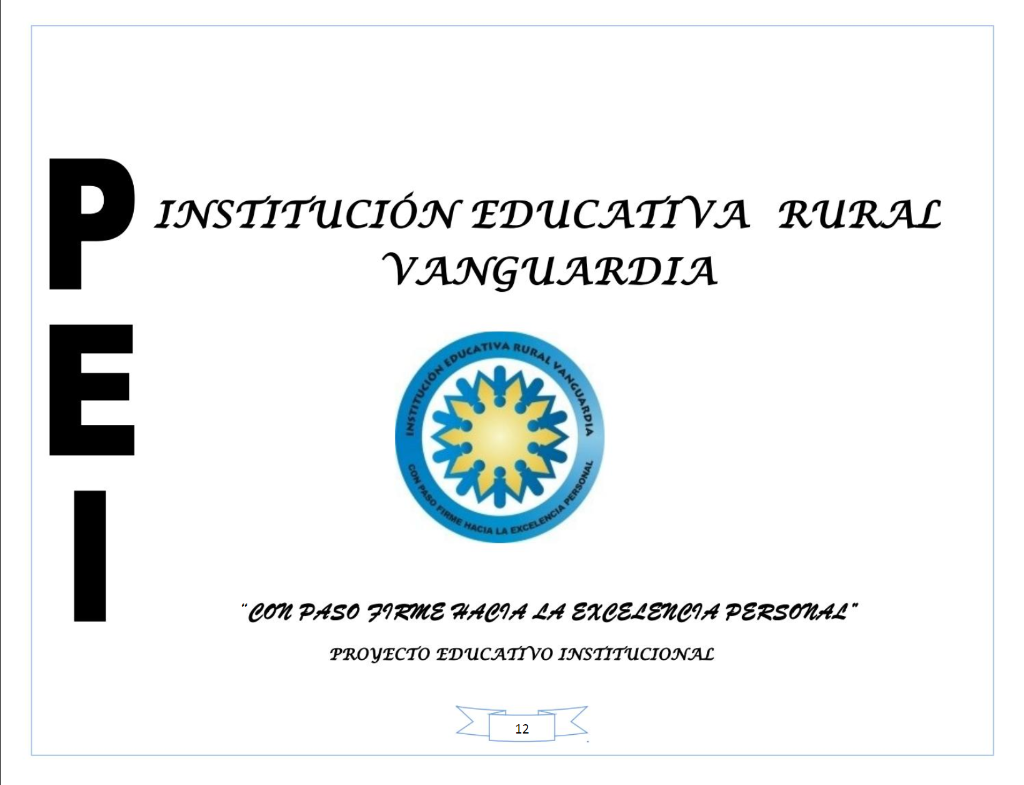 PEI
INSTITUCIÓN EDUCATIVA RURAL
VANGUARDIA
INSTITUCIÓN EDUCATIVA RURAL VANGUARDIA
CON PASO FIRME HACIA LA EXCELENCIA PERSONAL
"CON PASO FIRME HACIA LA EXCELENCIA PERSONAL"
PROYECTO EDUCATIVO INSTITUCIONAL
12